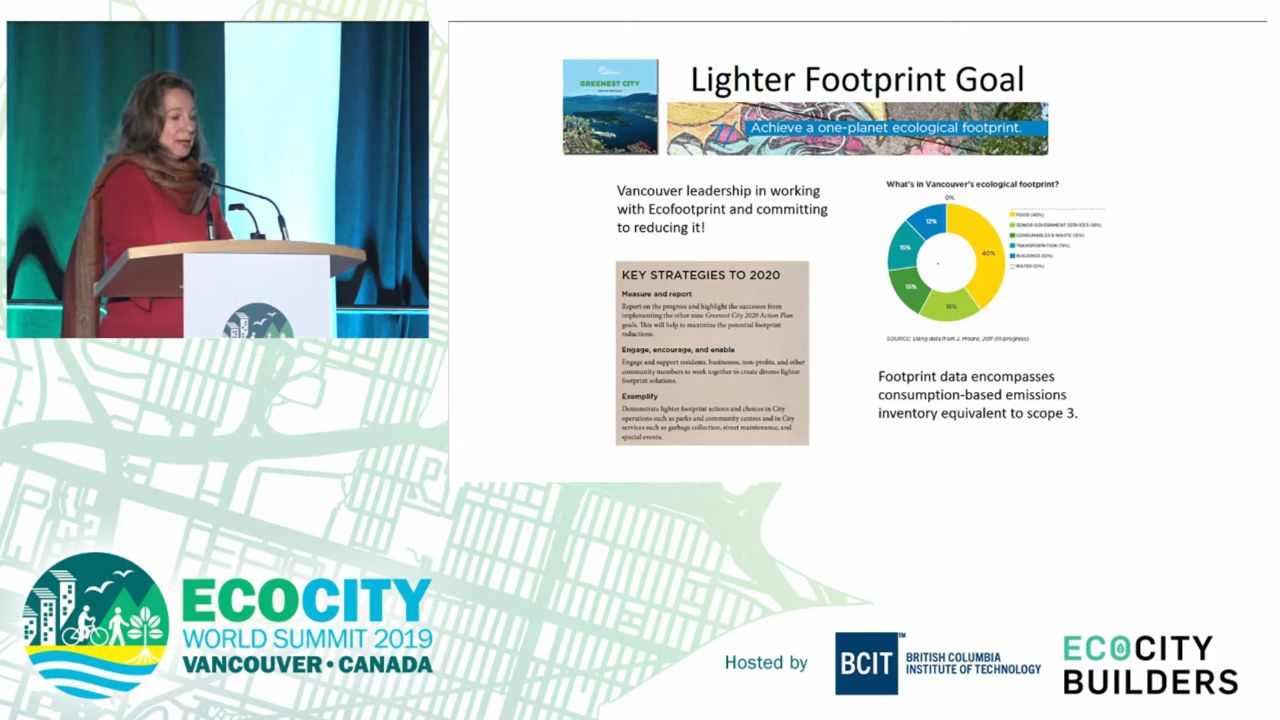 GREENEST CITY
Lighter Footprint Goal
Achieve a one-planet ecological footprint.
Vancouver leadership in working
with Ecofootprint and committing
to reducing it!
KEY STRATEGIES TO 2020
Measure and report
Report on the progress and highlight the successes from
implementing the other nine Greenest City 2020 Action Plan
goals. This will help to maximize the potential footprint
reductions.
Engage, encourage, and enable
Engage and support residents, businesses, non-profits, and other
community members to work together to create diverse lighter
footprint solutions.
Exemplify
Demonstrate lighter footprint actions and choices in City
operations such as parks and community centres and in City
services such as garbage collection, street maintenance, and
special events.
What's in Vancouver's ecological footprint?
0%
12%
15%
15%
18%
40%
FOOD (40%)
SENIOR GOVERNMENT SERVICES (18%)
CONSUMABLES & WASTE (15%)
TRANSPORTATION (15%)
BUILDINGS (12%)
WATER (0%)
SOURCE: Using data from J. Moore, 2011 (in progress).
Footprint data encompasses
consumption-based emissions
inventory equivalent to scope 3.
ECOCITY
WORLD SUMMIT 2019
VANCOUVER • CANADA
Hosted by
BCIT
TM
BRITISH COLUMBIA
INSTITUTE OF TECHNOLOGY
ECOCITY
BUILDERS